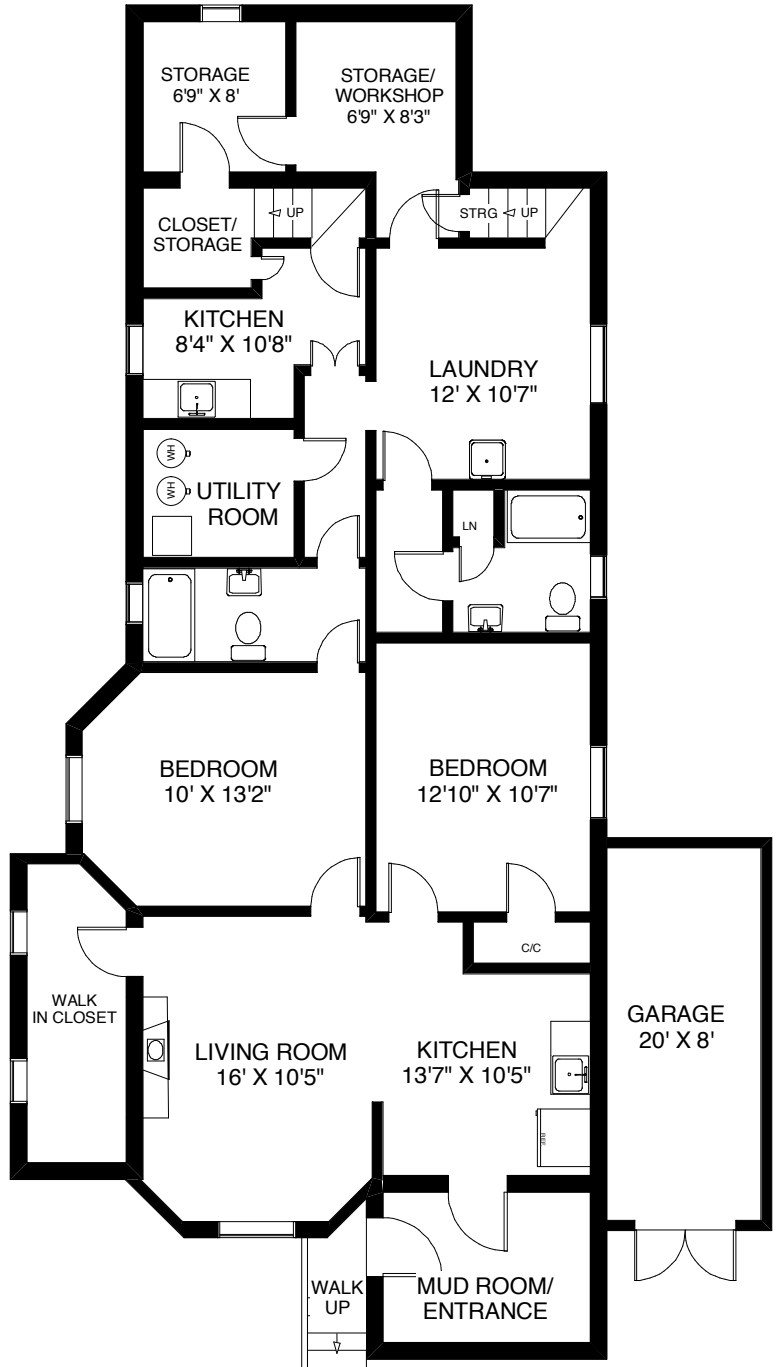 STORAGE
6'9" X 8'
STORAGE/
WORKSHOP
6'9" X 8'3"
UP
STRG
UP
CLOSET/
STORAGE
KITCHEN
8'4" X 10'8"
LAUNDRY
12' X 10'7"
WH
WH
UTILITY
ROOM
LN
BEDROOM
10' X 13'2"
BEDROOM
12'10" X 10'7"
C/C
WALK
IN CLOSET
LIVING ROOM
16' X 10'5"
KITCHEN
13'7" X 10'5"
GARAGE
20' X 8'
REF
WALK
UP
MUD ROOM/
ENTRANCE